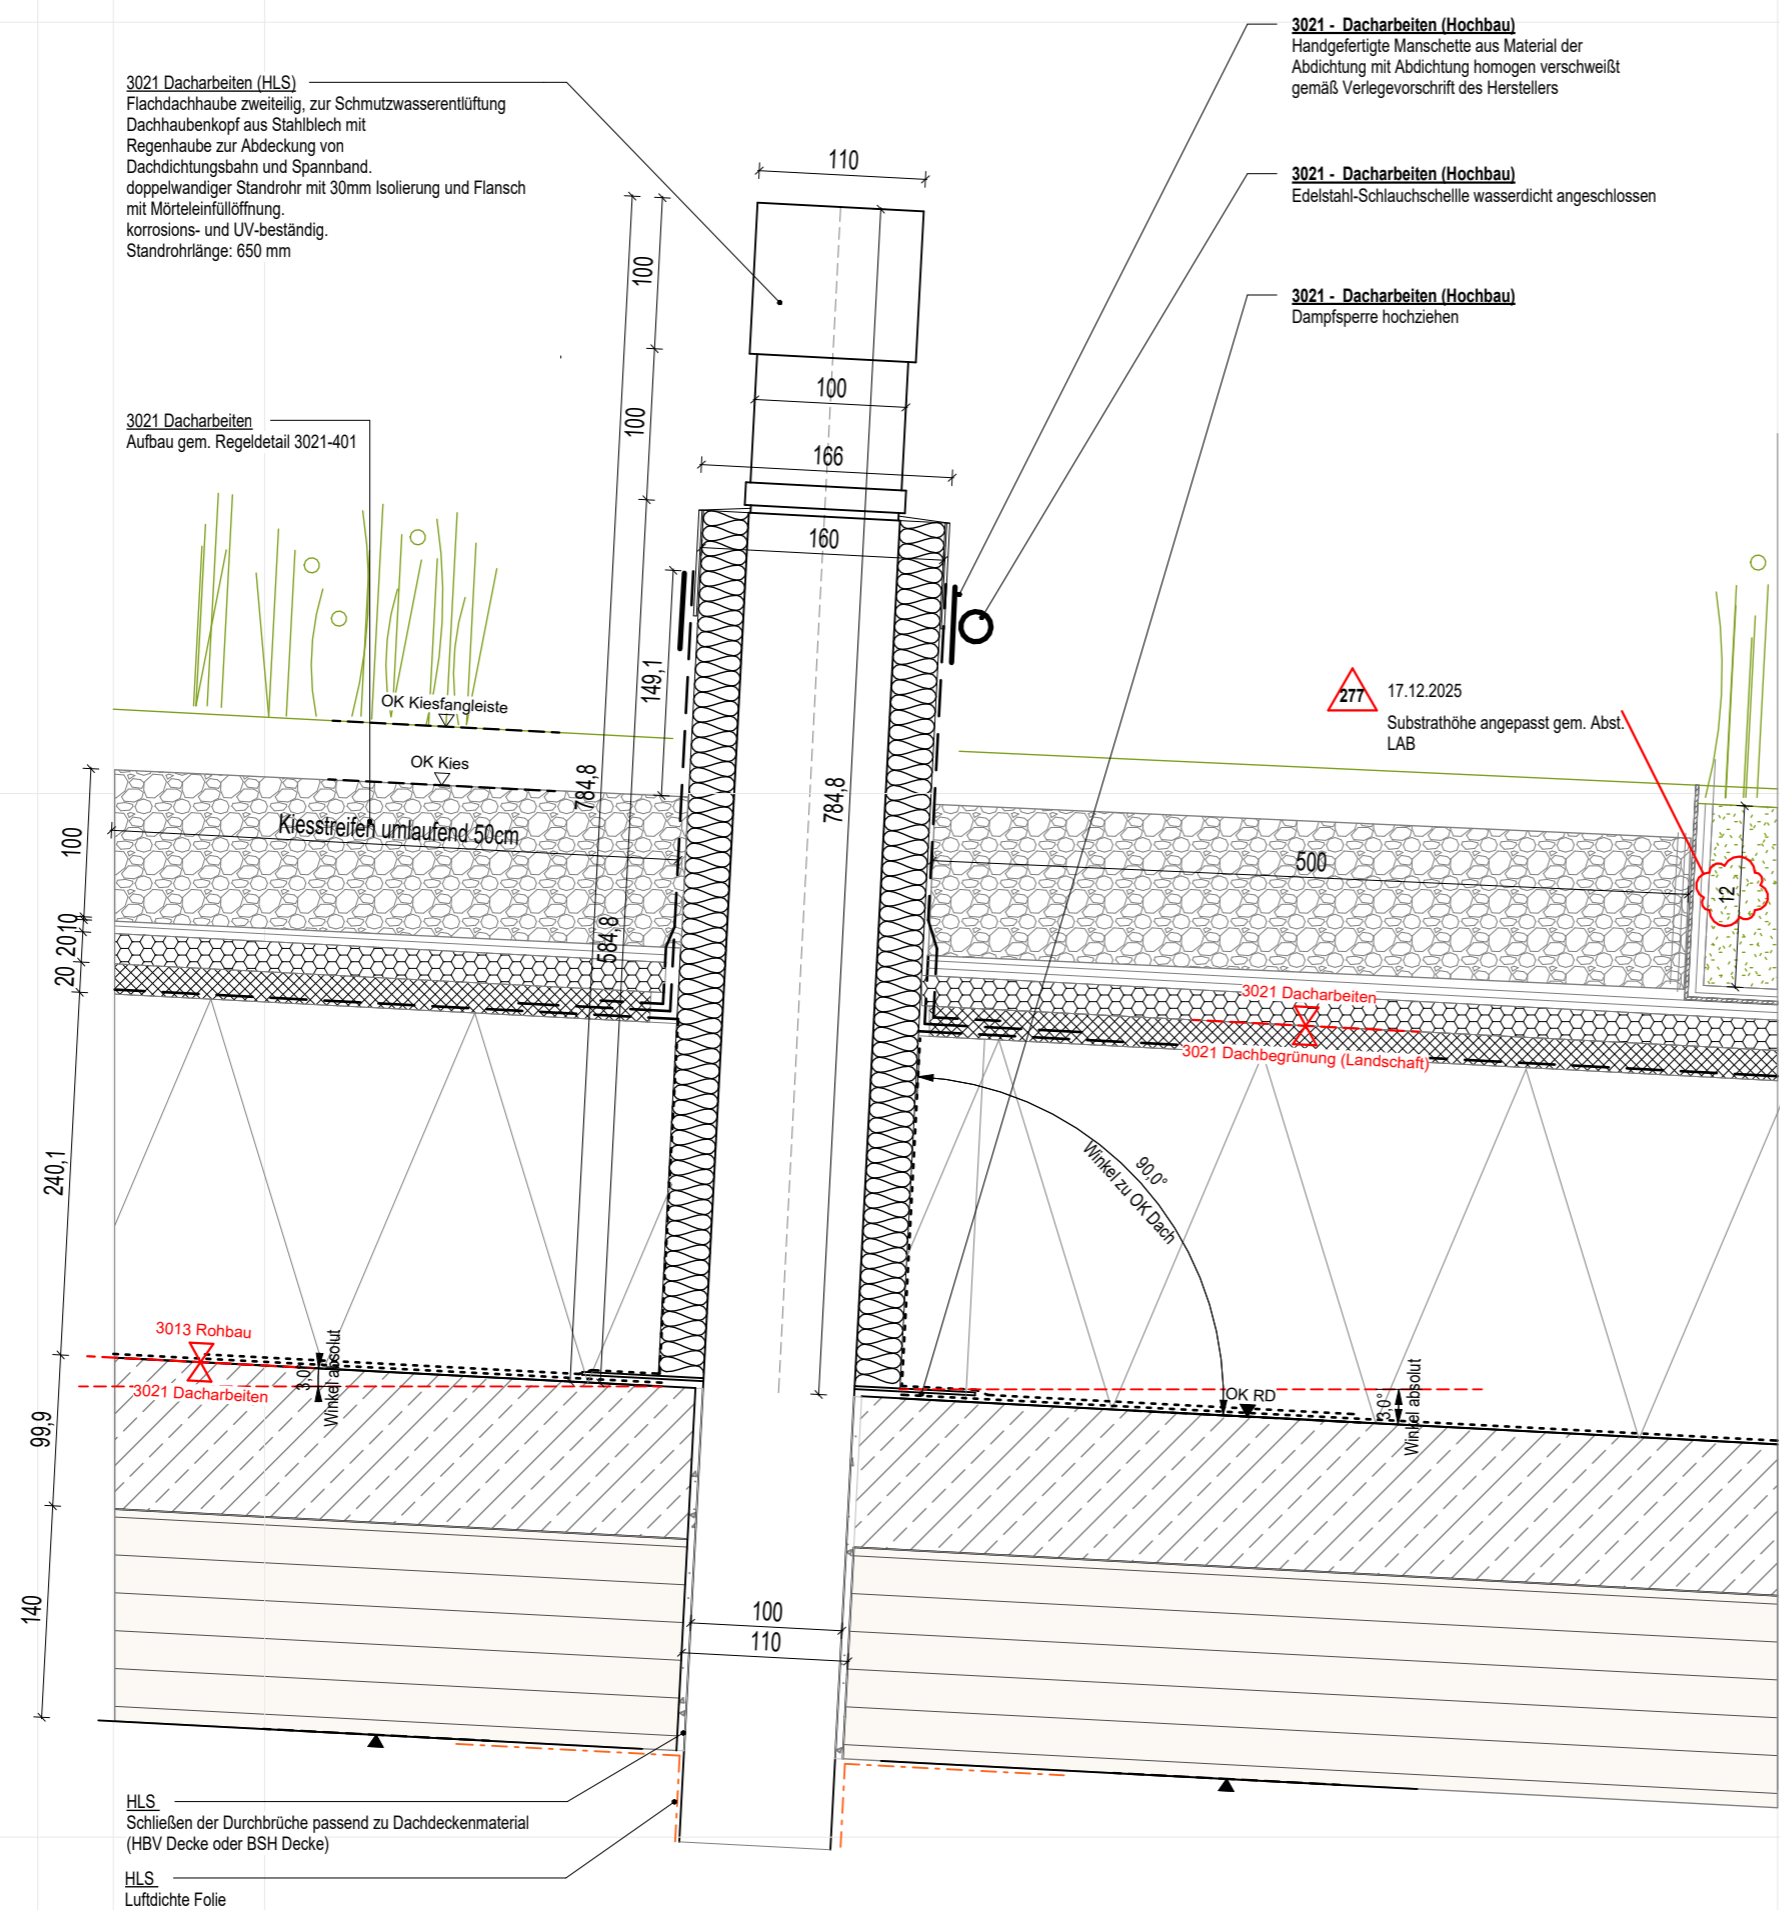 3021 - Dacharbeiten (Hochbau)
Handgefertigte Manschette aus Material der
Abdichtung mit Abdichtung homogen verschweißt
gemäß Verlegevorschrift des Herstellers
3021 Dacharbeiten (HLS)
Flachdachhaube zweiteilig, zur Schmutzwasserentlüftung
Dachhaubenkopf aus Stahlblech mit
Regenhaube zur Abdeckung von
Dachdichtungsbahn und Spannband.
doppelwandiger Standrohr mit 30mm Isolierung und Flansch
mit Mörteleinfüllöffnung.
korrosions- und UV-beständig.
Standrohrlänge: 650 mm
110
3021 - Dacharbeiten (Hochbau)
Edelstahl-Schlauchschellle wasserdicht angeschlossen
100
3021 - Dacharbeiten (Hochbau)
Dampfsperre hochziehen
100
100
3021 Dacharbeiten
Aufbau gem. Regeldetail 3021-401
166
160
149,1
277
17.12.2025
Substrathöhe angepasst gem. Abst.
LAB
OK Kiesfangleiste
OK Kies
784,8
784,8
Kiesstreifen umlaufend 50cm
100
500
12
10
20
20
584,8
3021 Dacharbeiten
3021 Dachbegrünung (Landschaft)
90,0°
Winkel zu OK Dach
240,1
3013 Rohbau
3021 Dacharbeiten
3,0°
Winkel absolut
OK RD
3,0°
Winkel absolut
99,9
140
100
110
HLS
Schließen der Durchbrüche passend zu Dachdeckenmaterial
(HBV Decke oder BSH Decke)
HLS
Luftdichte Folie